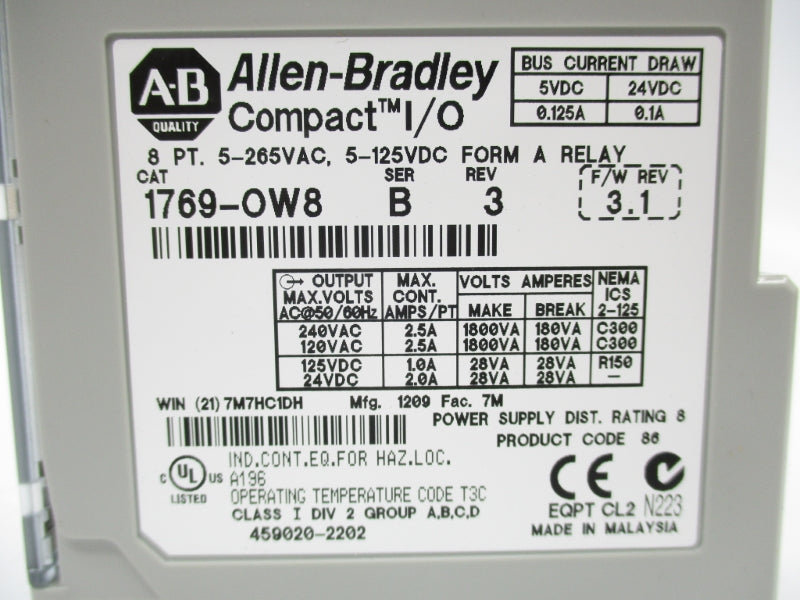 A-B
QUALITY
Allen-Bradley
Compact™ I/O
BUS CURRENT DRAW
5VDC 24VDC
0.125A 0.1A
8 PT. 5-265VAC, 5-125VDC FORM A RELAY
CAT SER REV F/W REV
1769-OW8 B 3 3.1
OUTPUT MAX. VOLTS AMPERES NEMA
MAX.VOLTS CONT. ICS
AC@50/60Hz AMPS/PT MAKE BREAK 2-125
240VAC 2.5A 1800VA 180VA C300
120VAC 2.5A 1800VA 180VA C300
125VDC 1.0A 28VA 28VA R150
24VDC 2.0A 28VA 28VA —
WIN (21) 7M7HC1DH Mfg. 1209 Fac. 7M
POWER SUPPLY DIST. RATING 8
PRODUCT CODE 86
C UL US
LISTED
IND.CONT.EQ.FOR HAZ.LOC.
A196
OPERATING TEMPERATURE CODE T3C
CLASS I DIV 2 GROUP A,B,C,D
459020-2202
CE
EQPT CL2 N223
MADE IN MALAYSIA